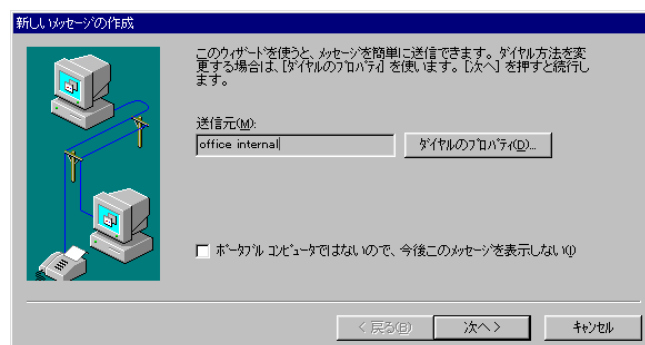 新しいメッセージの作成
このウィザードを使うと、メッセージを簡単に送信できます。ダイヤル方法を変
更する場合は、[ダイヤルのプロパティ] を使います。[次へ] を押すと続行し
ます。
送信元(M):
office internal
ダイヤルのプロパティ(D)...
ポータブル コンピュータではないので、今後このメッセージを表示しない(I)
< 戻る(B)
次へ >
キャンセル